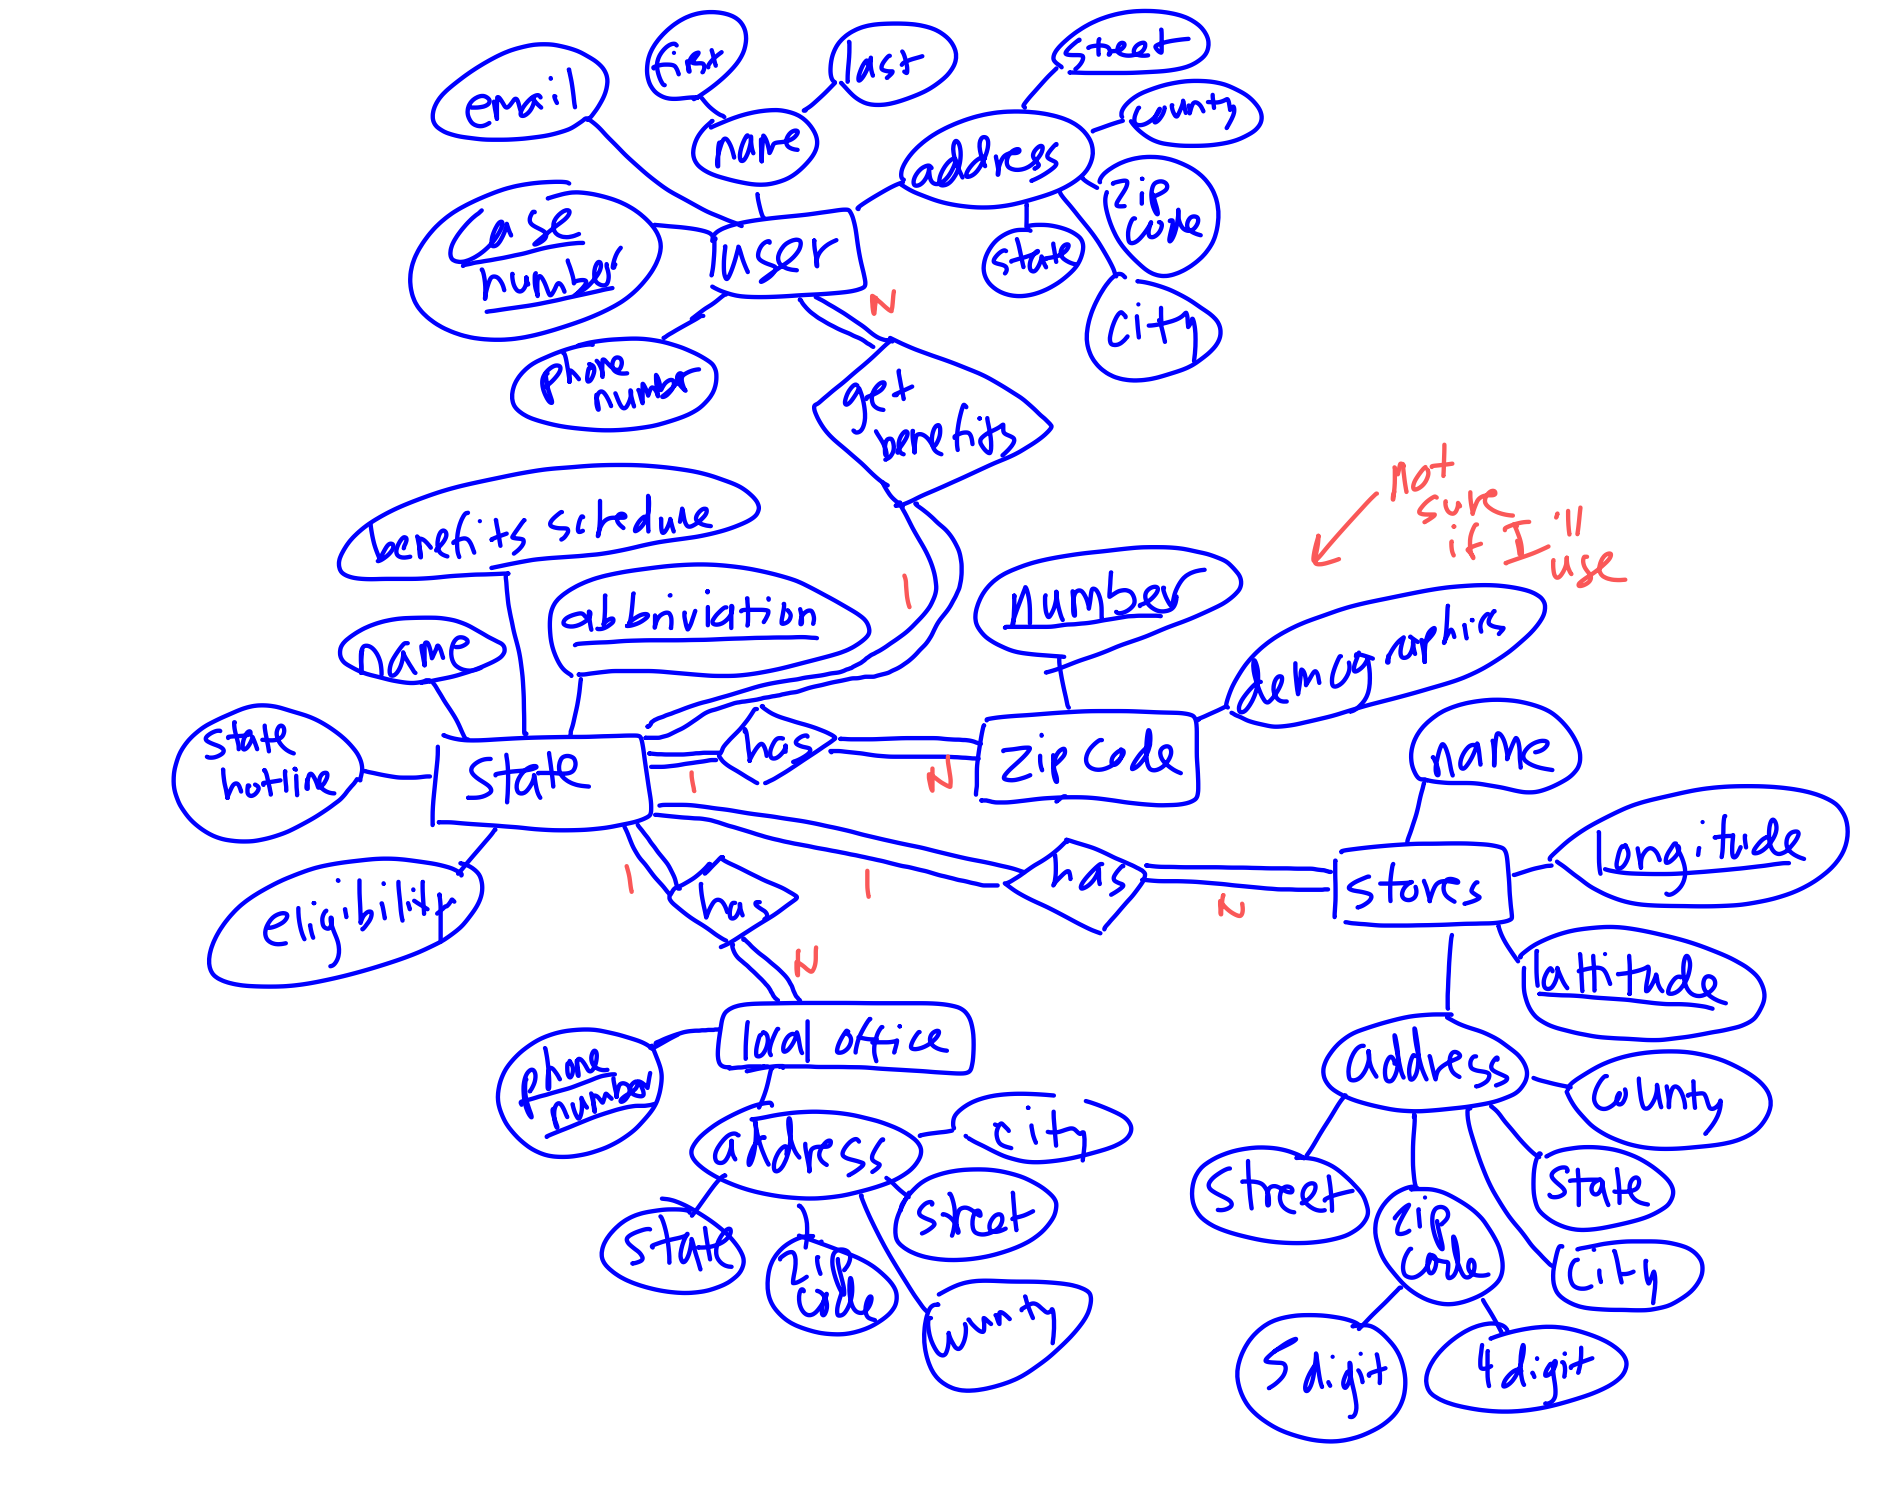 first
last
street
email
name
county
address
zip
code
case
number
user
state
city
N
phone
number
get
benefits
not
sure
if I'll
use
benefits schedure
1
number
abbriviation
demographics
name
state
hotline
state
has
zip code
name
1
N
longitude
eligibility
1
has
1
has
N
stores
N
lattitude
local office
phone
number
address
county
address
city
street
state
street
state
zip
code
zip
code
city
county
5 digit
4 digit